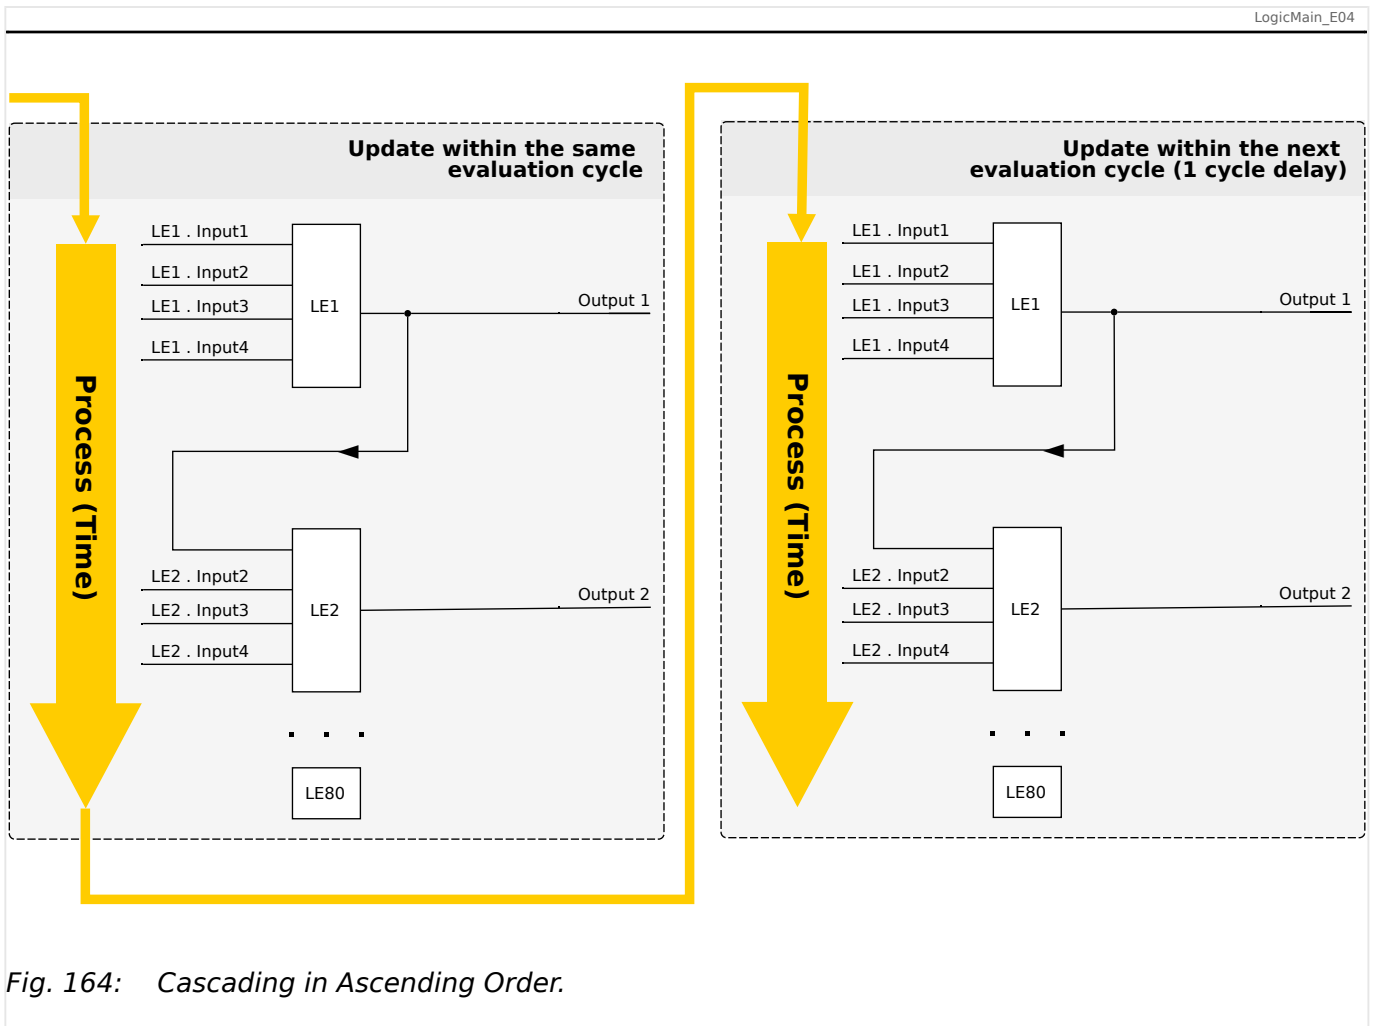 LogicMain_E04
Update within the same
evaluation cycle
LE1 . Input1
LE1 . Input2
LE1 . Input3
LE1 . Input4
LE1
Output 1
Process (Time)
LE2 . Input2
LE2 . Input3
LE2 . Input4
LE2
Output 2
. . .
LE80
Update within the next
evaluation cycle (1 cycle delay)
LE1 . Input1
LE1 . Input2
LE1 . Input3
LE1 . Input4
LE1
Output 1
Process (Time)
LE2 . Input2
LE2 . Input3
LE2 . Input4
LE2
Output 2
. . .
LE80
Fig. 164: Cascading in Ascending Order.